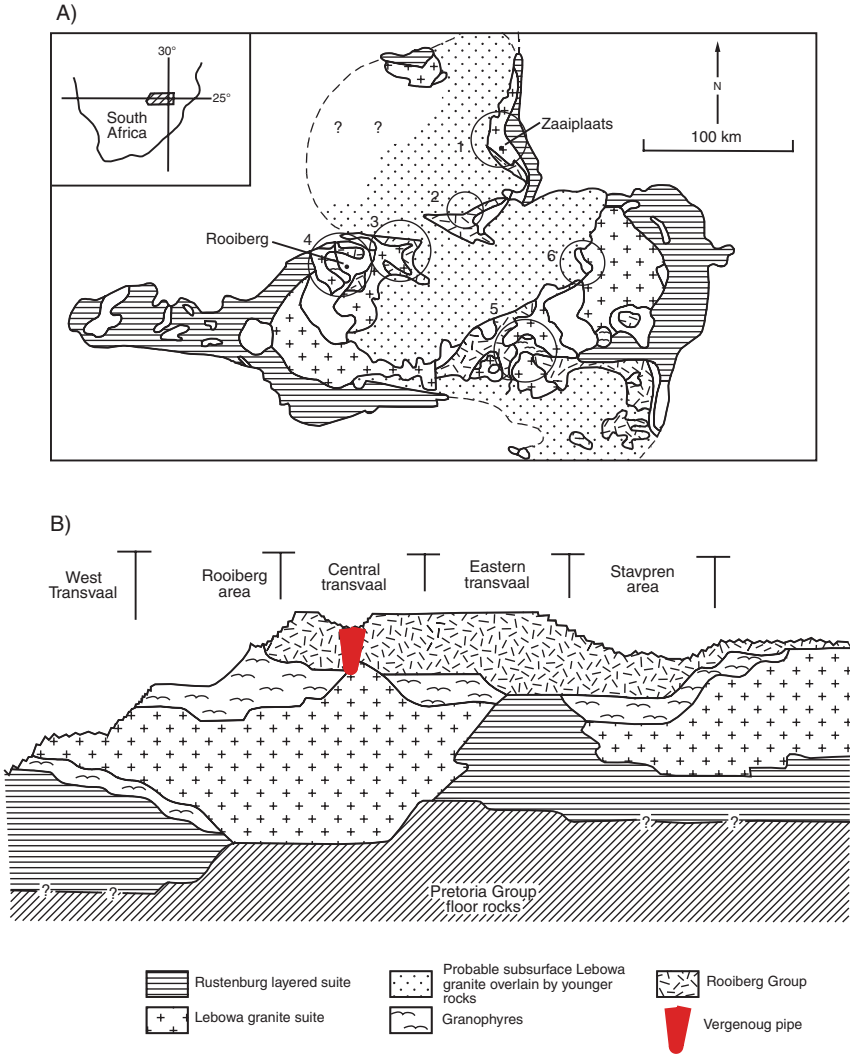 A)
30°
25°
South
Africa
N
100 km
Zaaiplaats
1
? ?
2
3
4
Rooiberg
6
5
B)
West
Transvaal
Rooiberg
area
Central
transvaal
Eastern
transvaal
Stavpren
area
? ?
? ?
Pretoria Group
floor rocks
Rustenburg layered suite
Lebowa granite suite
Probable subsurface Lebowa
granite overlain by younger
rocks
Granophyres
Rooiberg Group
Vergenoug pipe